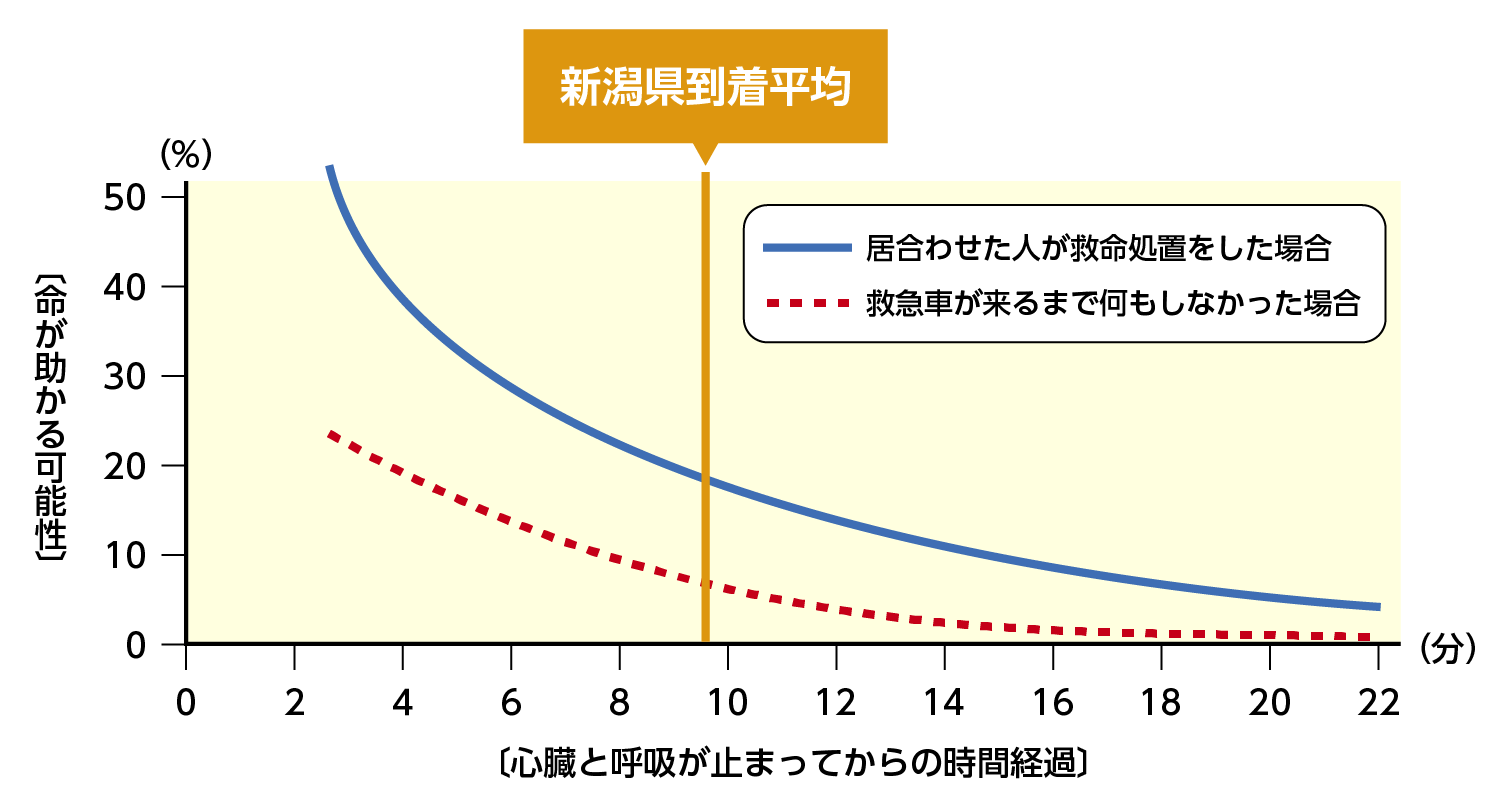 新潟県到着平均
(%)
50
40
30
20
10
0
〔命が助かる可能性〕
居合わせた人が救命処置をした場合
救急車が来るまで何もしなかった場合
0 2 4 6 8 10 12 14 16 18 20 22
(分)
〔心臓と呼吸が止まってからの時間経過〕